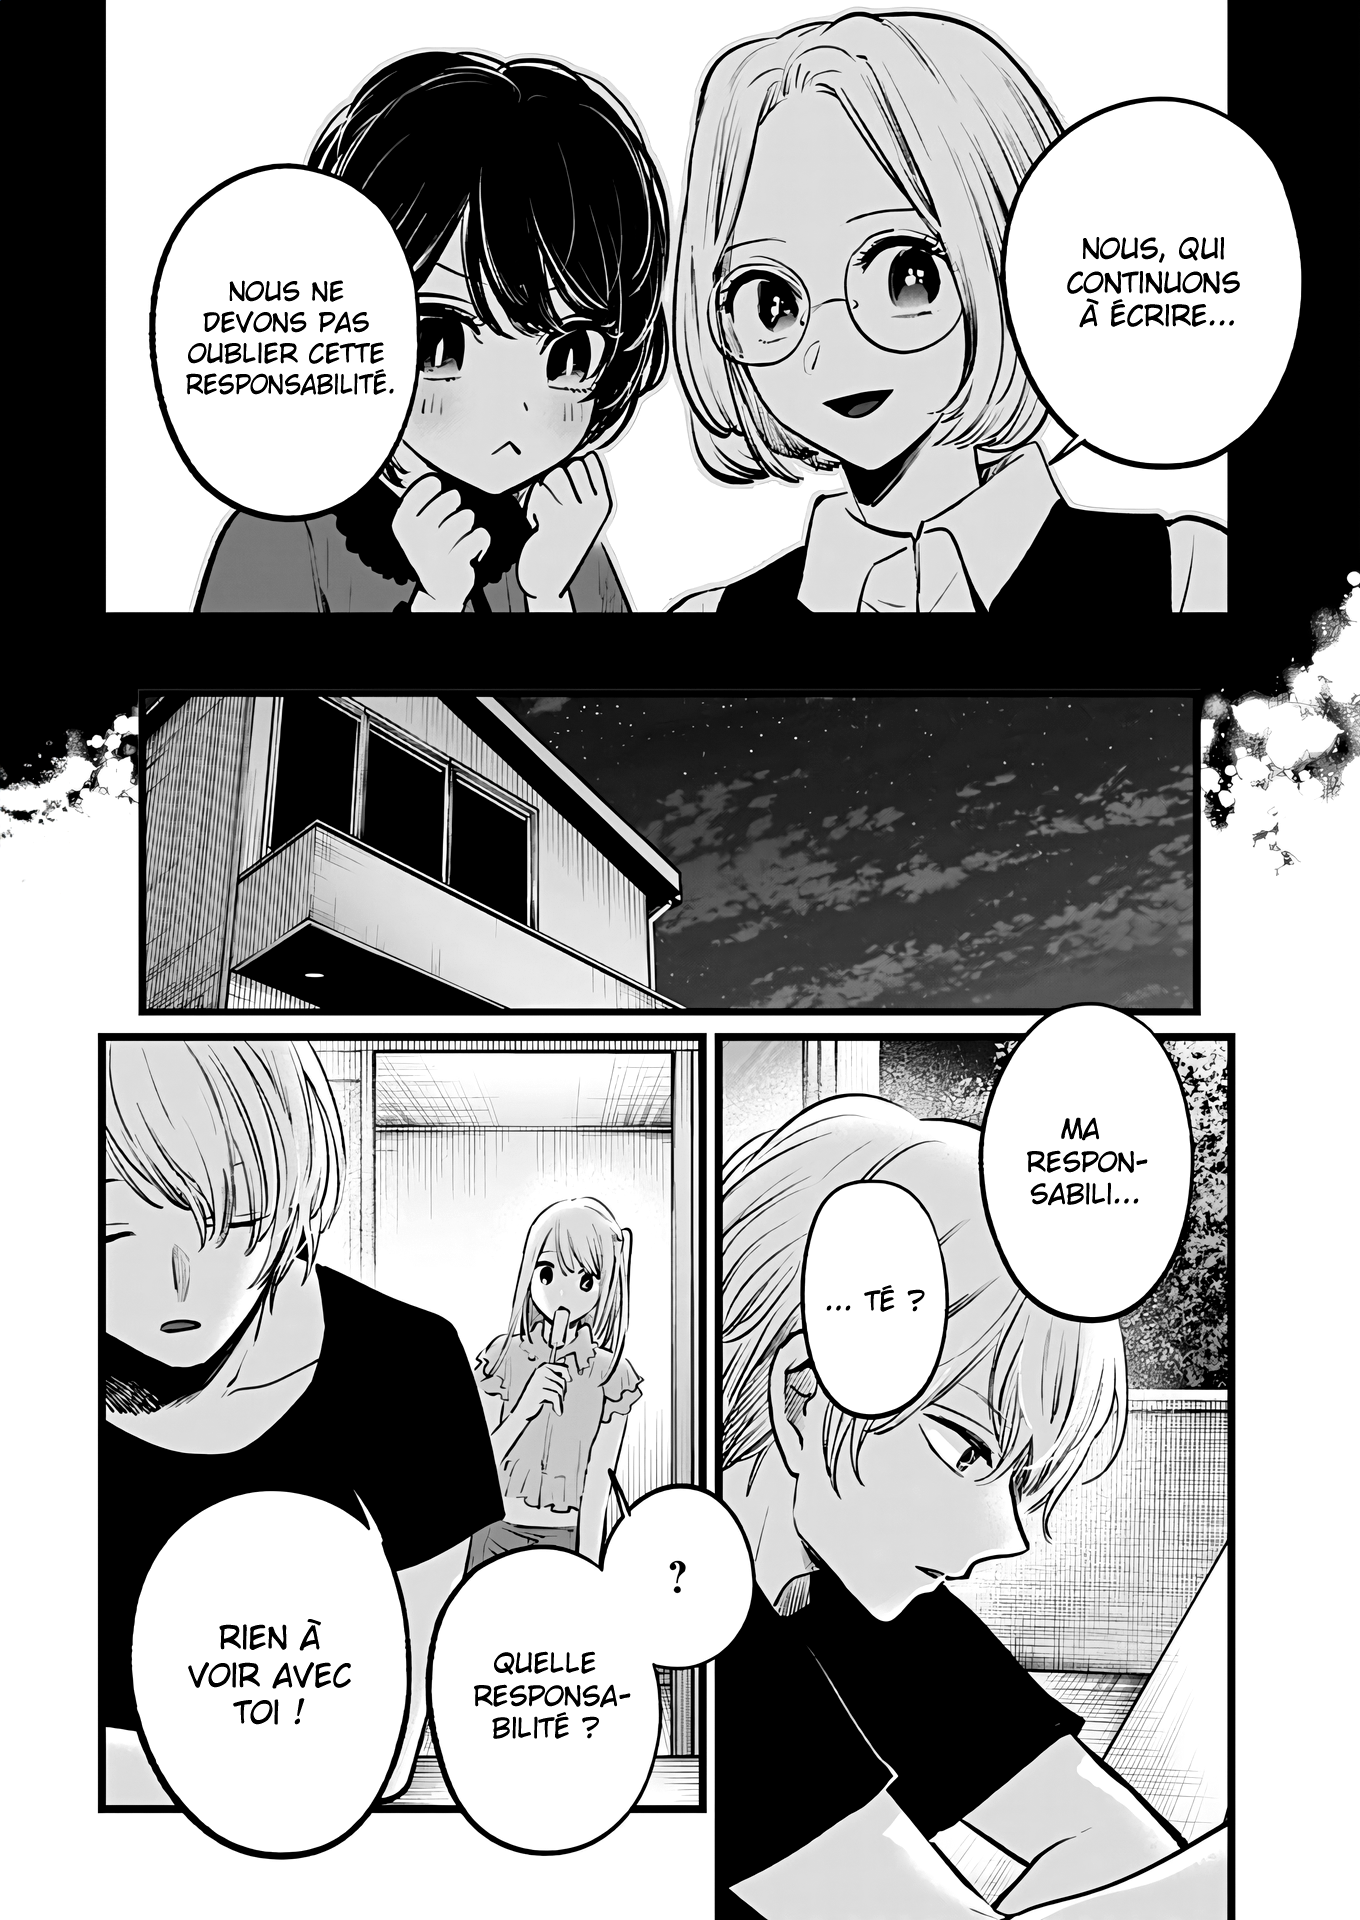 NOUS, QUI
CONTINUONS
À ÉCRIRE...
NOUS NE
DEVONS PAS
OUBLIER CETTE
RESPONSABILITÉ.
MA
RESPON-
SABILI...
... TÉ ?
?
QUELLE
RESPONSA-
BILITÉ ?
RIEN À
VOIR AVEC
TOI !